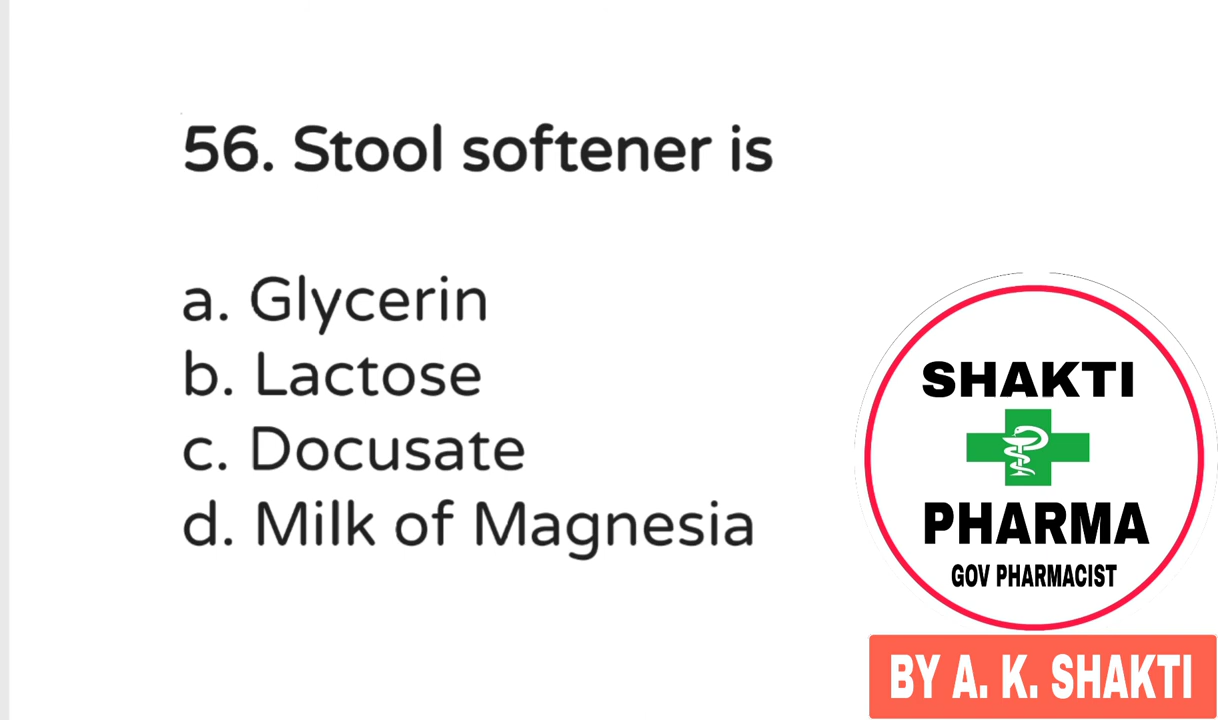 56. Stool softener is
a. Glycerin
b. Lactose
c. Docusate
d. Milk of Magnesia
SHAKTI
PHARMA
GOV PHARMACIST
BY A. K. SHAKTI